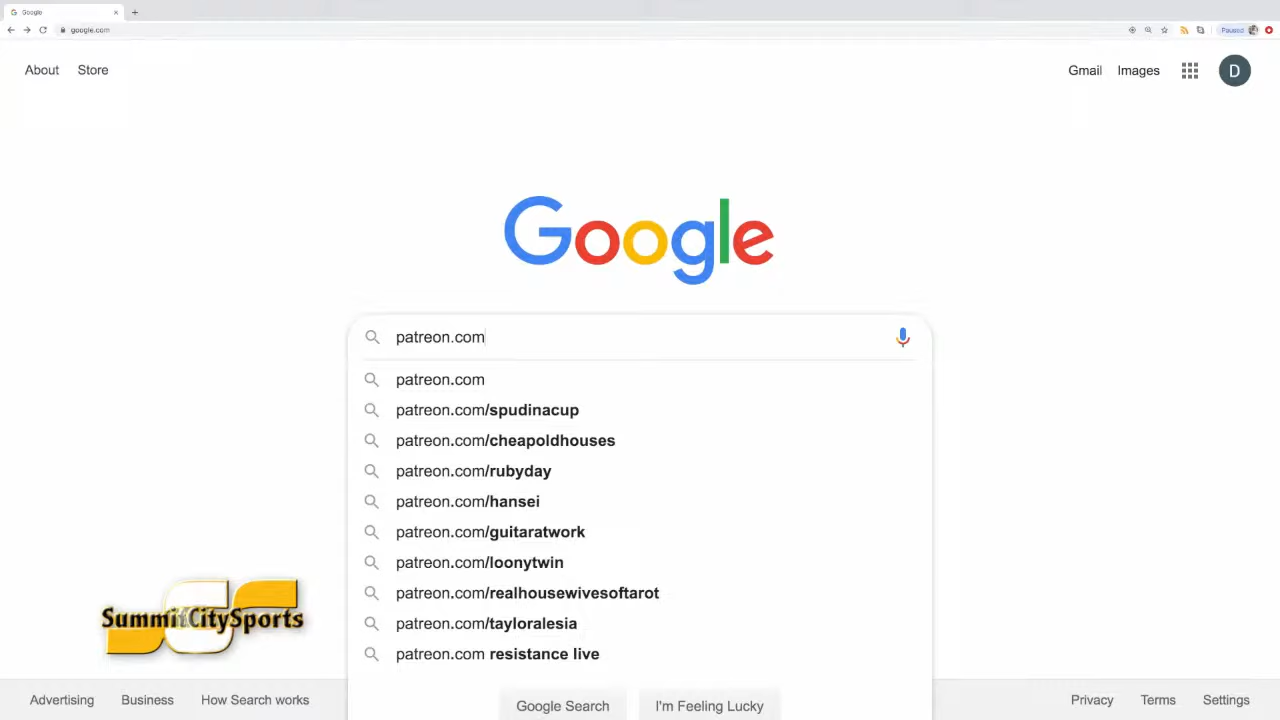 Google
google.com
Paused
About Store
Gmail Images
D
Google
patreon.com
patreon.com
patreon.com/spudinacup
patreon.com/cheapoldhouses
patreon.com/rubyday
patreon.com/hansei
patreon.com/guitaratwork
patreon.com/loonytwin
patreon.com/realhousewivesoftarot
patreon.com/tayloralesia
patreon.com resistance live
SummitCitySports
Google Search I'm Feeling Lucky
Advertising Business How Search works
Privacy Terms Settings